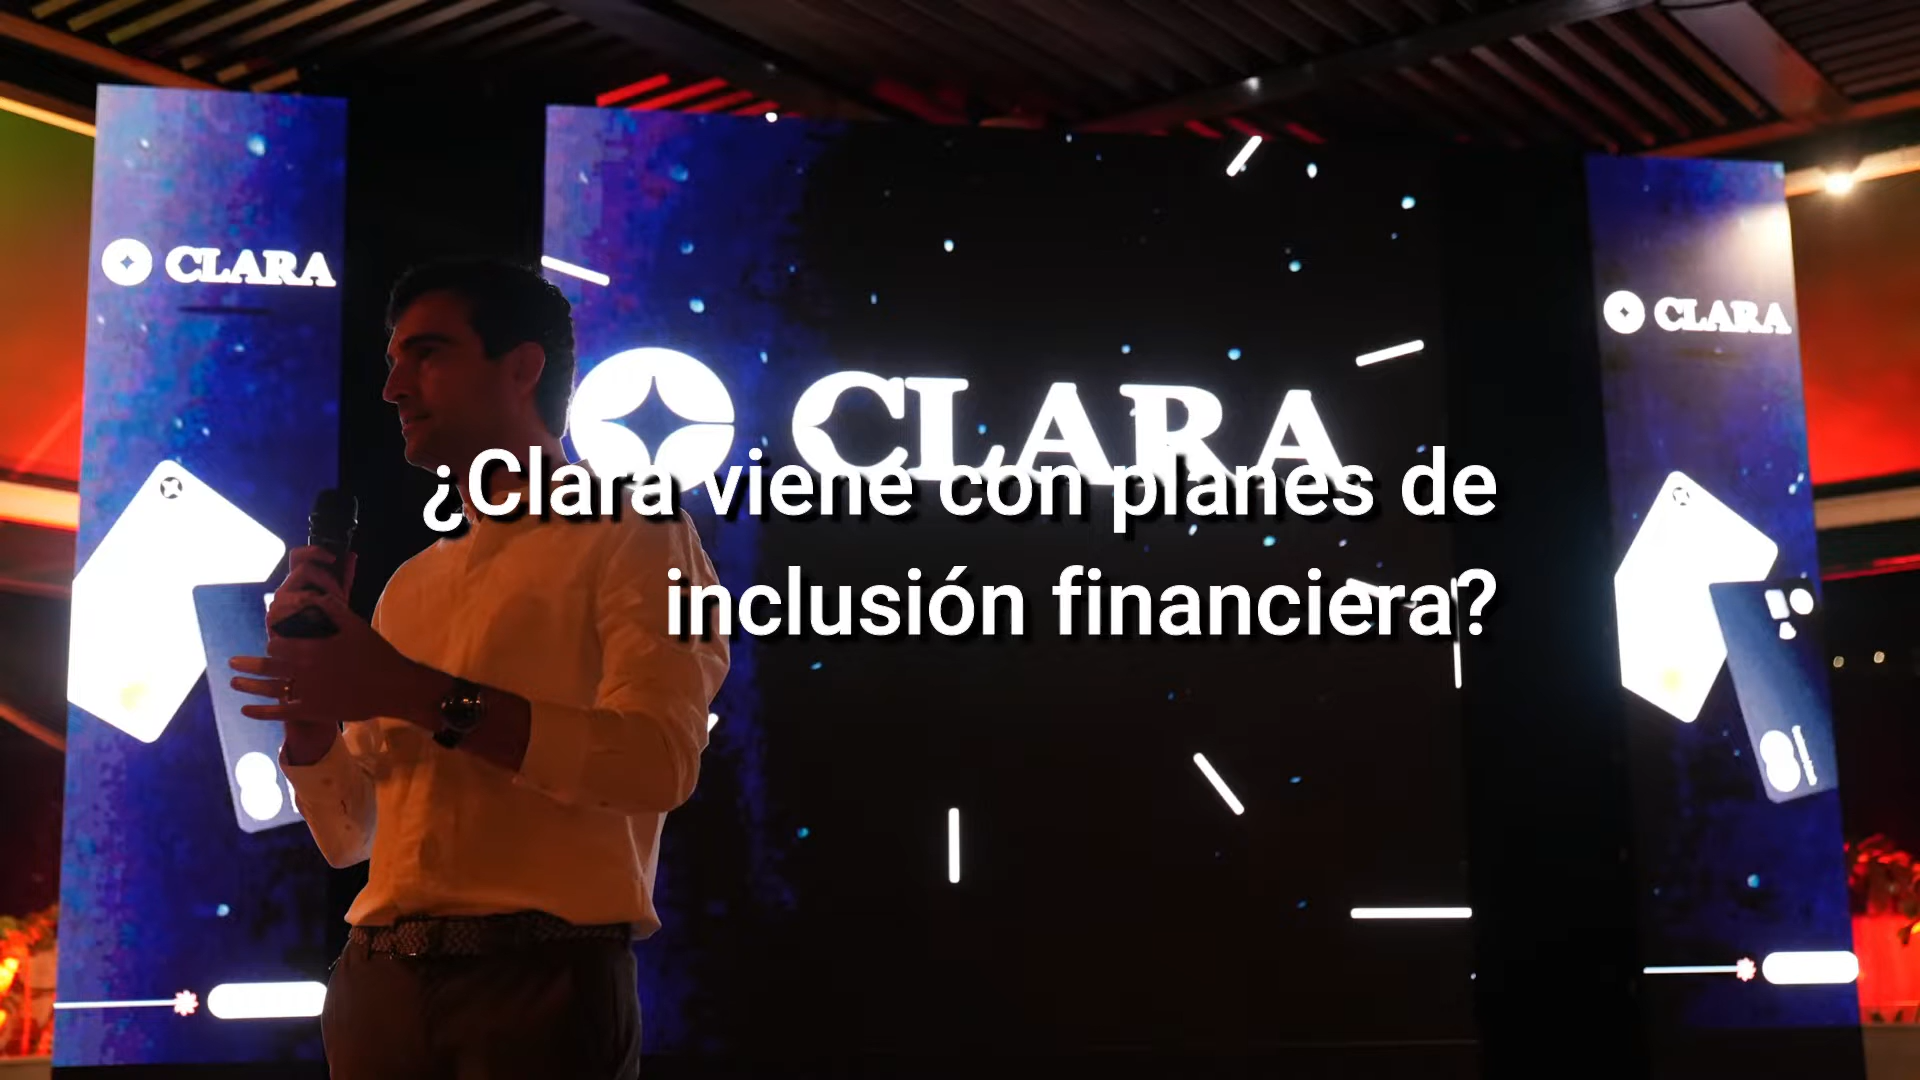 CLARA
CLARA
CLARA
¿Clara viene con planes de
inclusión financiera?